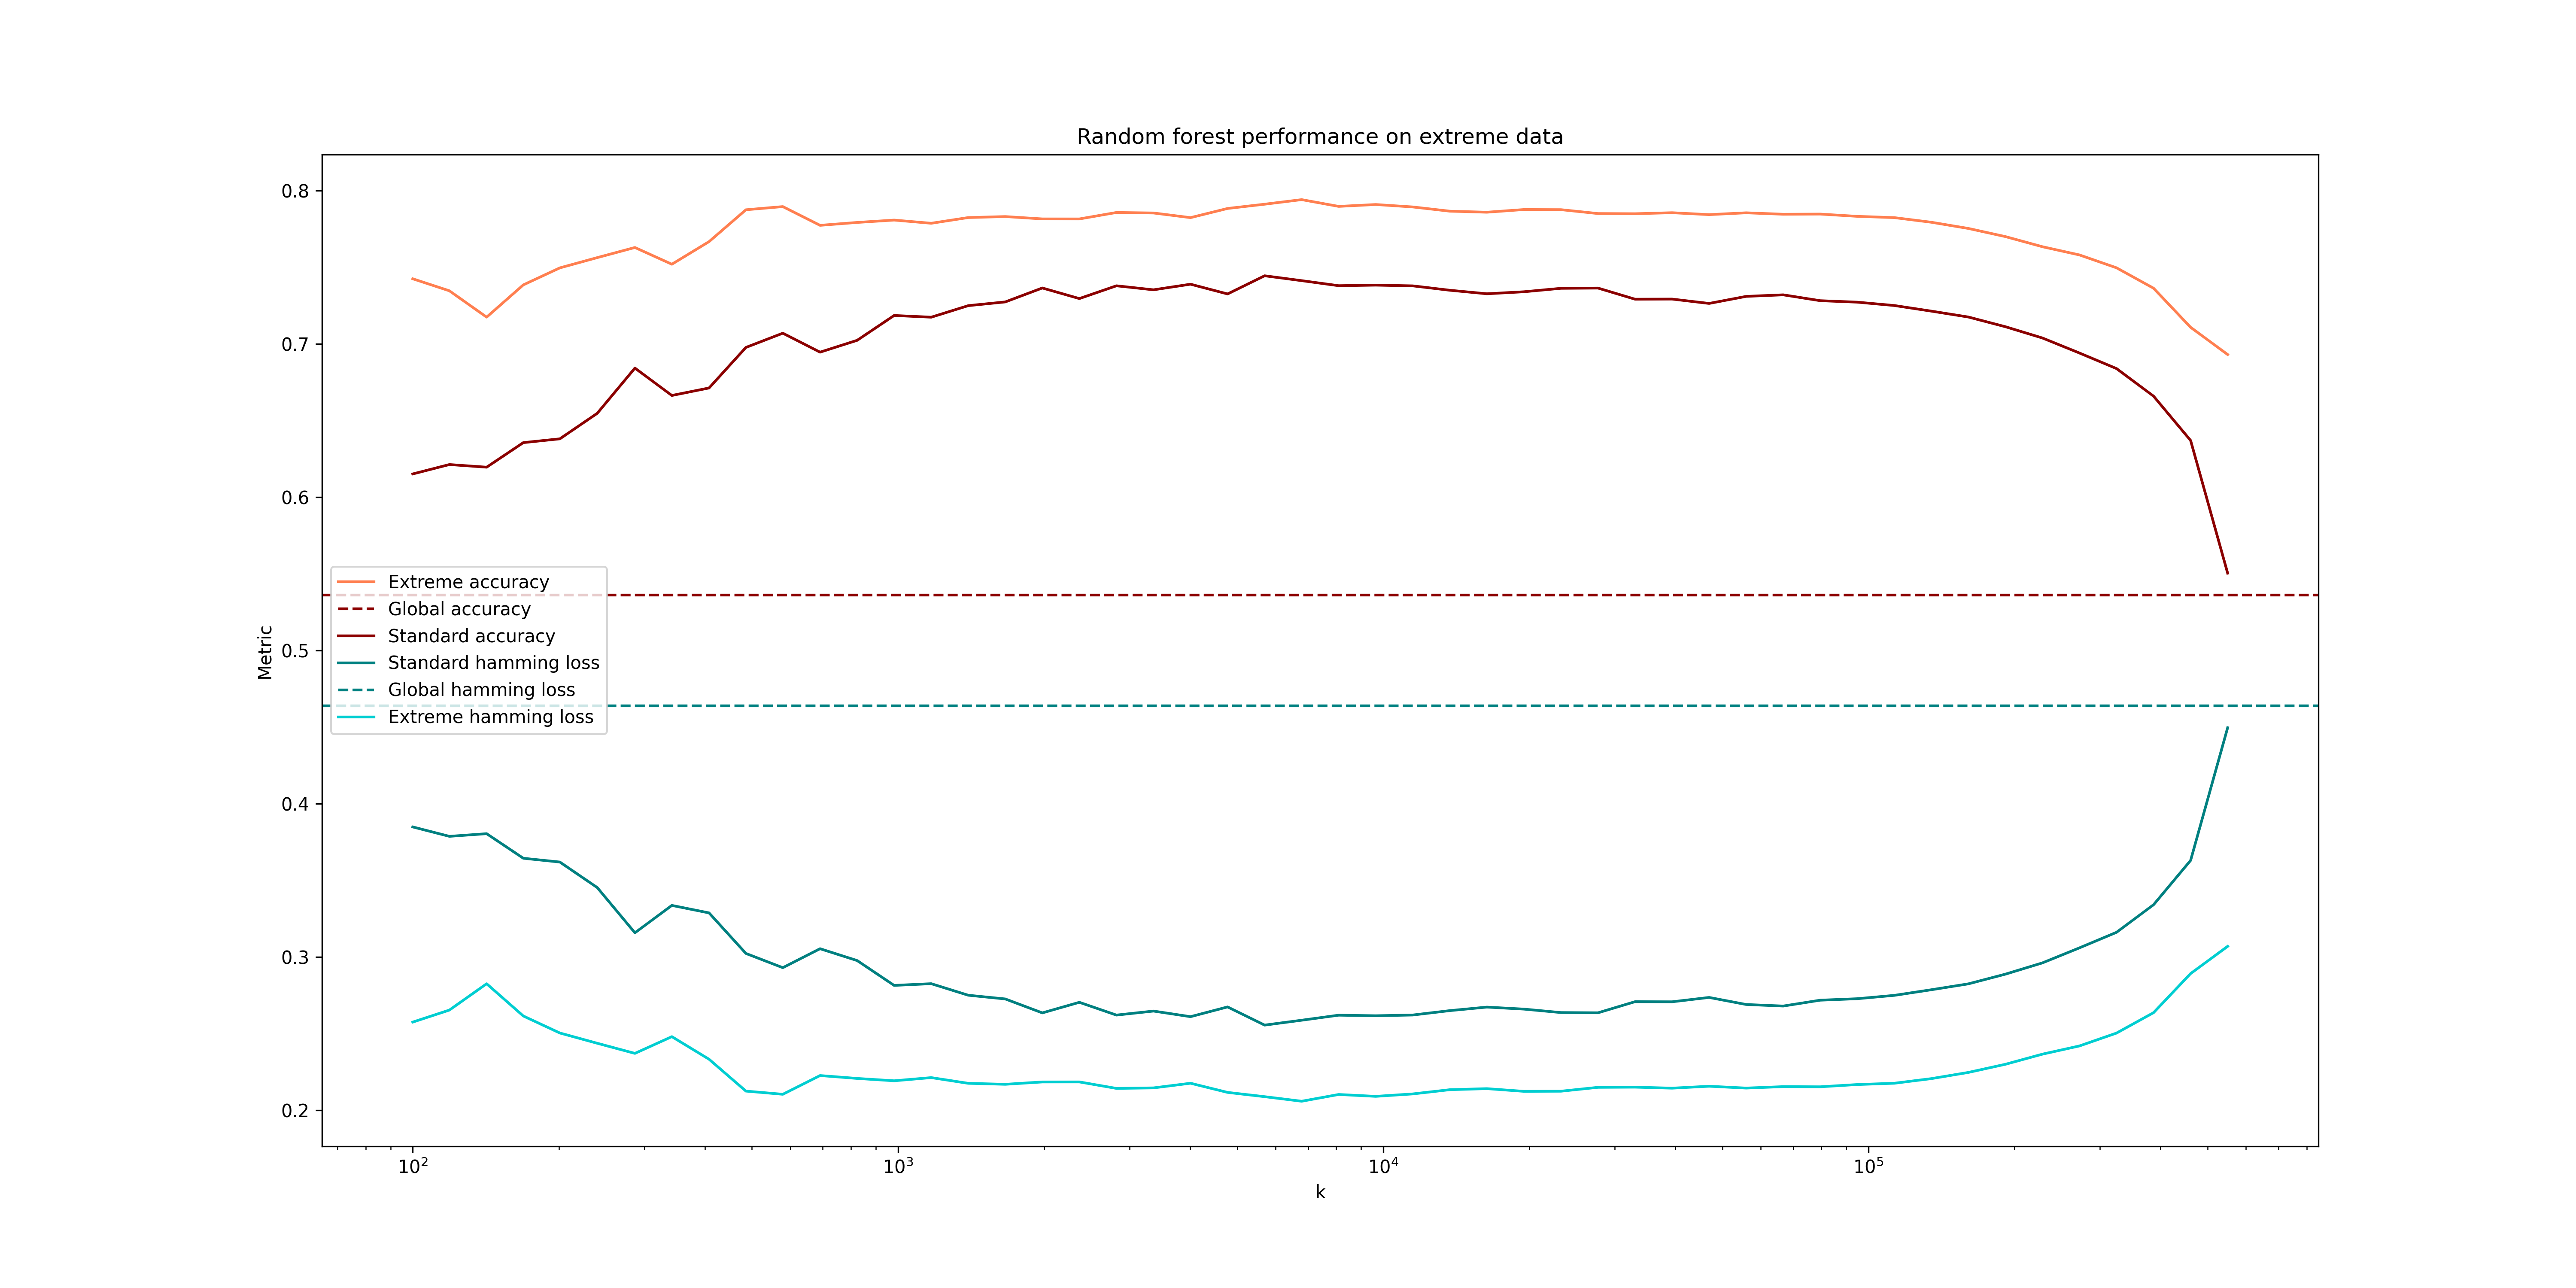 Random forest performance on extreme data
0.8
0.7
0.6
0.5
0.4
0.3
0.2
Metric
Extreme accuracy
Global accuracy
Standard accuracy
Standard hamming loss
Global hamming loss
Extreme hamming loss
10² 10³ 10⁴ 10⁵
k